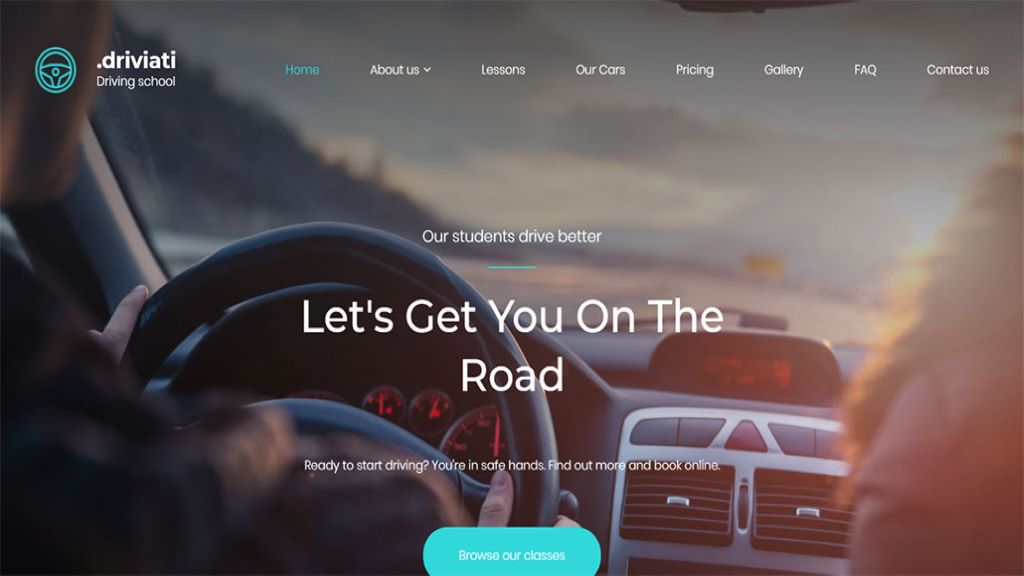 .driviati
Driving school
Home
About us
Lessons
Our Cars
Pricing
Gallery
FAQ
Contact us
Our students drive better
Let's Get You On The
Road
Ready to start driving? You're in safe hands. Find out more and book online.
Browse our classes